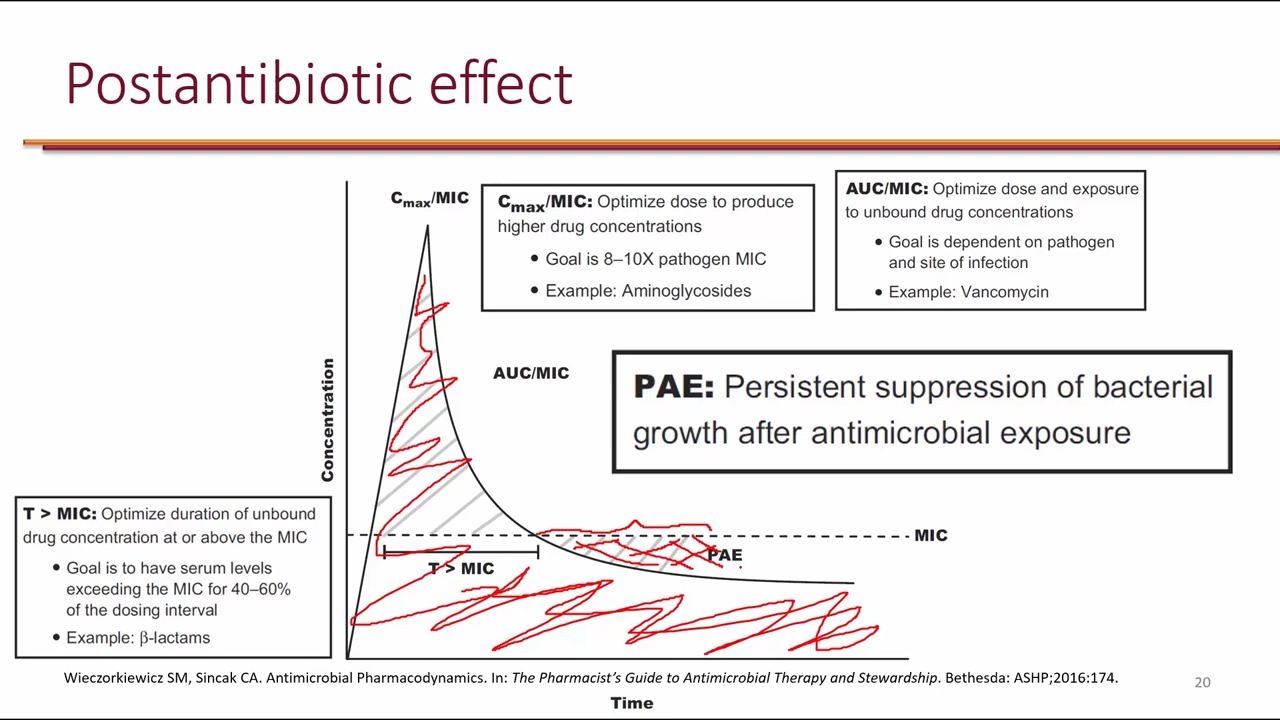 Postantibiotic effect
Cmax/MIC
Cmax/MIC: Optimize dose to produce
higher drug concentrations
• Goal is 8–10X pathogen MIC
• Example: Aminoglycosides
AUC/MIC: Optimize dose and exposure
to unbound drug concentrations
• Goal is dependent on pathogen
and site of infection
• Example: Vancomycin
AUC/MIC
PAE: Persistent suppression of bacterial
growth after antimicrobial exposure
Concentration
T > MIC: Optimize duration of unbound
drug concentration at or above the MIC
• Goal is to have serum levels
exceeding the MIC for 40–60%
of the dosing interval
• Example: β-lactams
MIC
PAE
T > MIC
Wieczorkiewicz SM, Sincak CA. Antimicrobial Pharmacodynamics. In: The Pharmacist's Guide to Antimicrobial Therapy and Stewardship. Bethesda: ASHP;2016:174.
20
Time